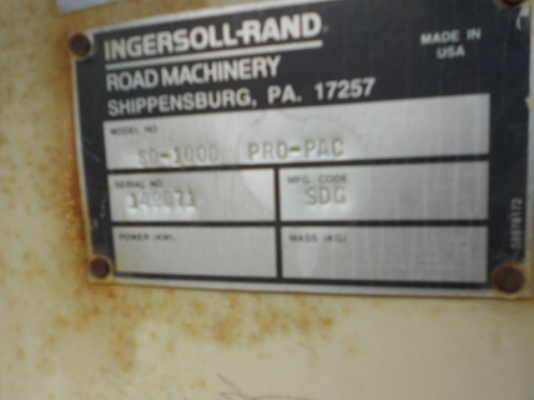 INGERSOLL-RAND
ROAD MACHINERY
SHIPPENSBURG, PA. 17257
MADE IN
USA
MODEL NO
SD-100D PRO-PAC
SERIAL NO
MFG CODE
SDG
POWER (KW)
MASS (KG)